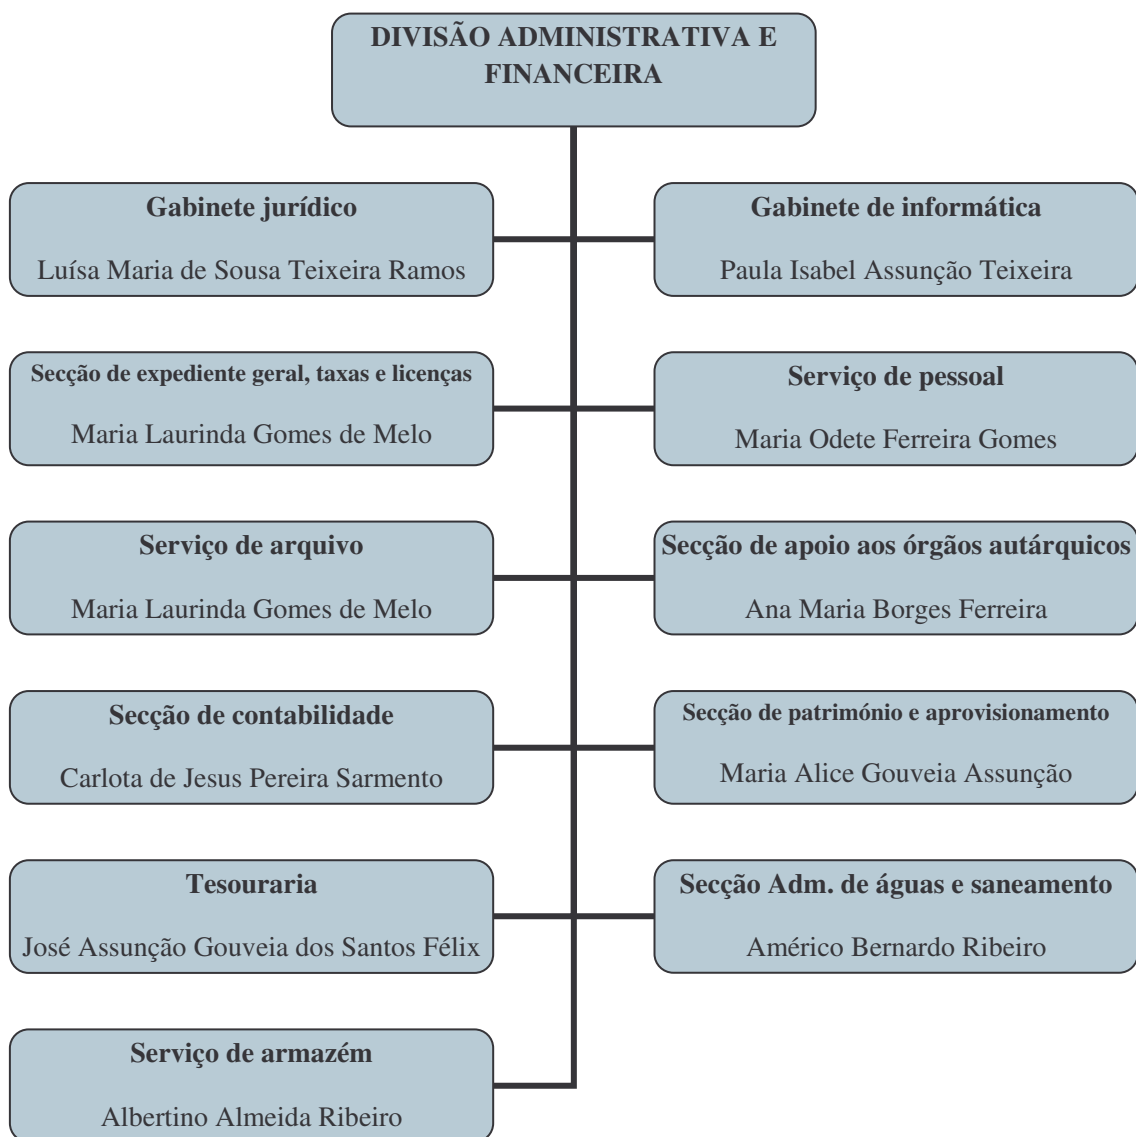 DIVISÃO ADMINISTRATIVA E
FINANCEIRA
Gabinete jurídico
Luísa Maria de Sousa Teixeira Ramos
Gabinete de informática
Paula Isabel Assunção Teixeira
Secção de expediente geral, taxas e licenças
Maria Laurinda Gomes de Melo
Serviço de pessoal
Maria Odete Ferreira Gomes
Serviço de arquivo
Maria Laurinda Gomes de Melo
Secção de apoio aos órgãos autárquicos
Ana Maria Borges Ferreira
Secção de contabilidade
Carlota de Jesus Pereira Sarmento
Secção de património e aprovisionamento
Maria Alice Gouveia Assunção
Tesouraria
José Assunção Gouveia dos Santos Félix
Secção Adm. de águas e saneamento
Américo Bernardo Ribeiro
Serviço de armazém
Albertino Almeida Ribeiro